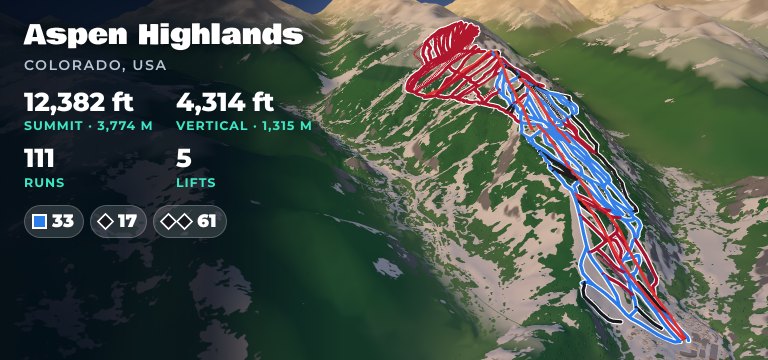 Aspen Highlands
COLORADO, USA
12,382 ft 4,314 ft
SUMMIT · 3,774 M VERTICAL · 1,315 M
111 5
RUNS LIFTS
33 17 61